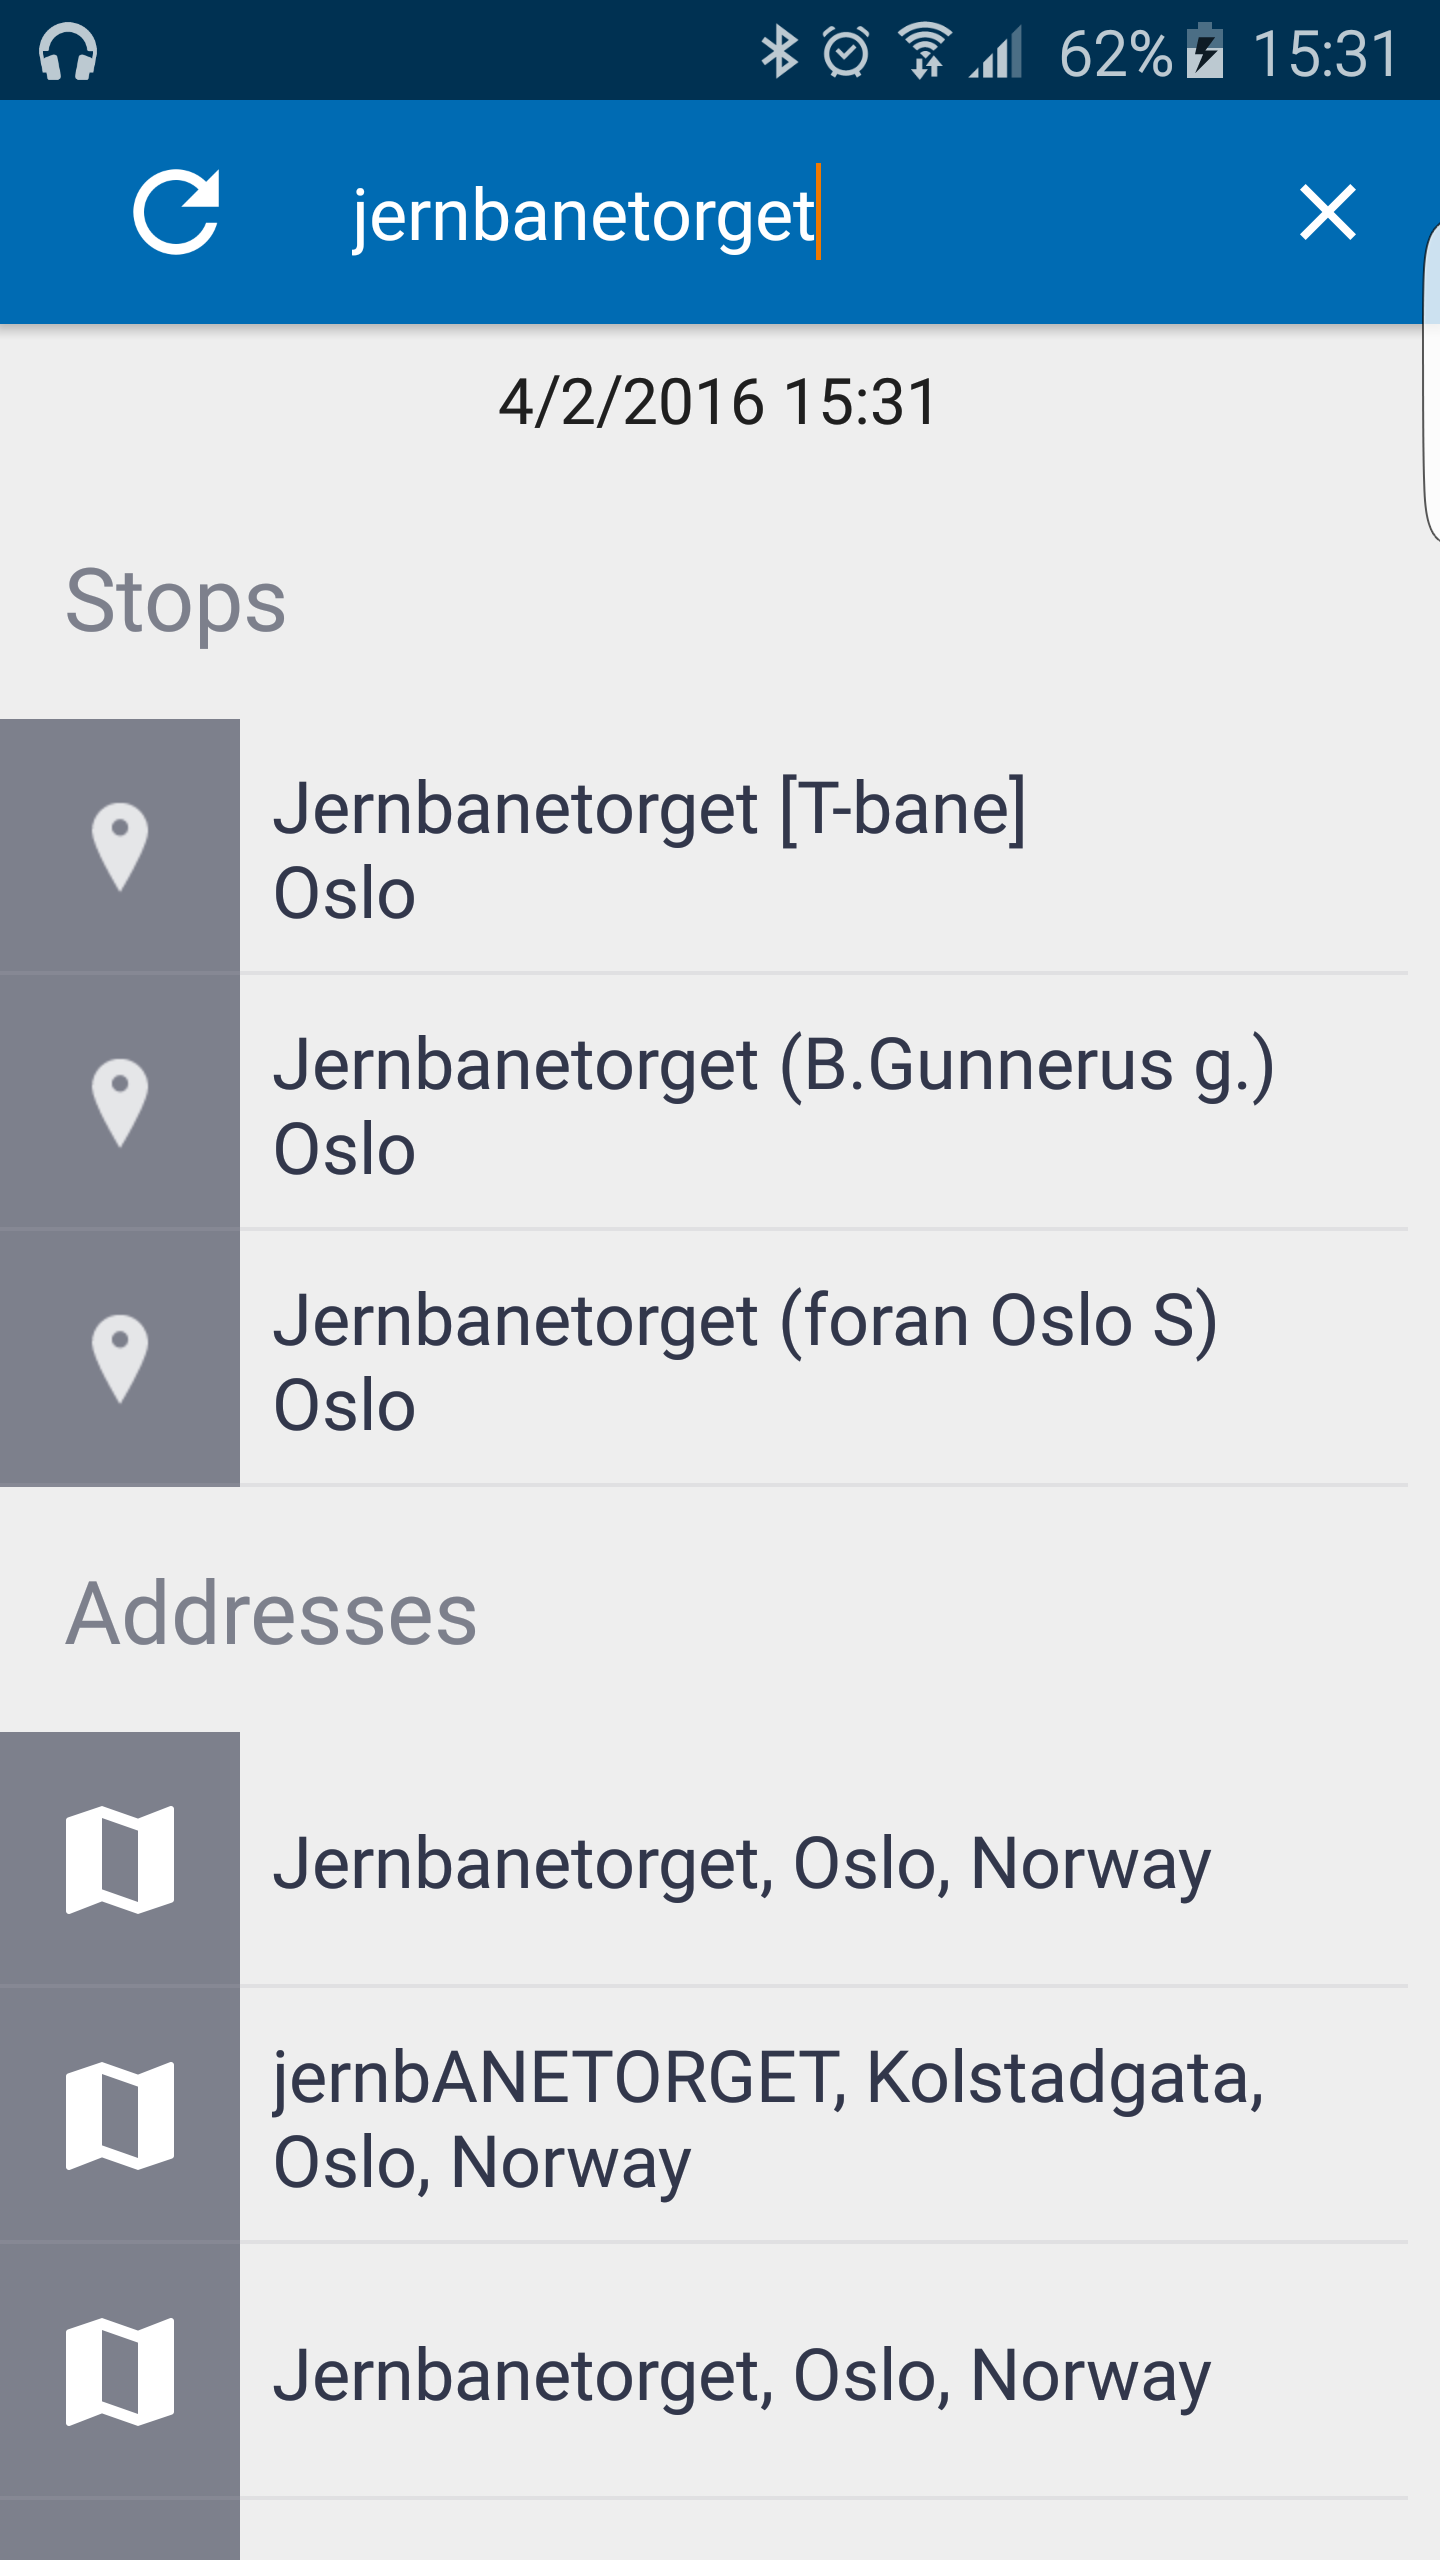 62% 15:31
jernbanetorget
4/2/2016 15:31
Stops
Jernbanetorget [T-bane]
Oslo
Jernbanetorget (B.Gunnerus g.)
Oslo
Jernbanetorget (foran Oslo S)
Oslo
Addresses
Jernbanetorget, Oslo, Norway
jernbANETORGET, Kolstadgata,
Oslo, Norway
Jernbanetorget, Oslo, Norway